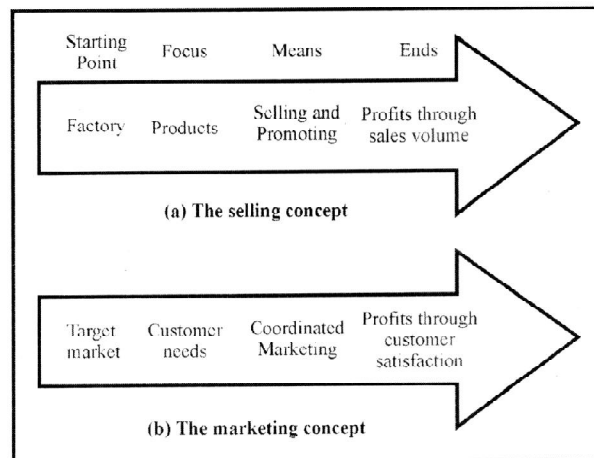 Starting Point Focus Means Ends
Factory Products Selling and Promoting Profits through sales volume
(a) The selling concept
Target market Customer needs Coordinated Marketing Profits through customer satisfaction
(b) The marketing concept